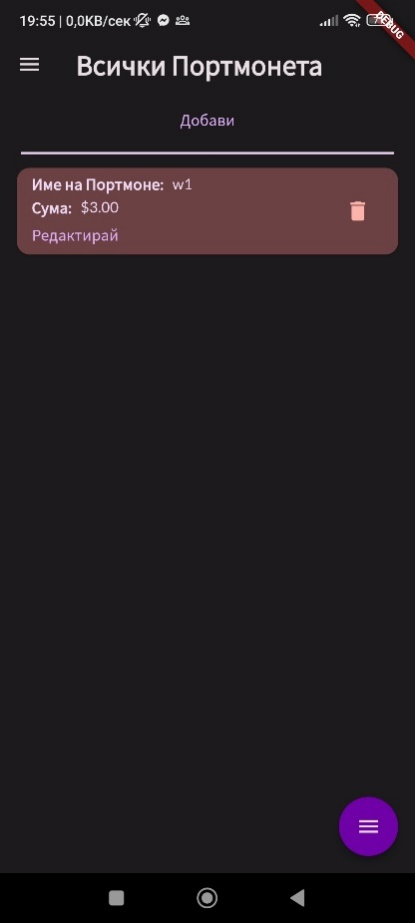 19:55 | 0,0KB/сек
DEBUG
Всички Портмонета
Добави
Име на Портмоне: w1
Сума: $3.00
Редактирай